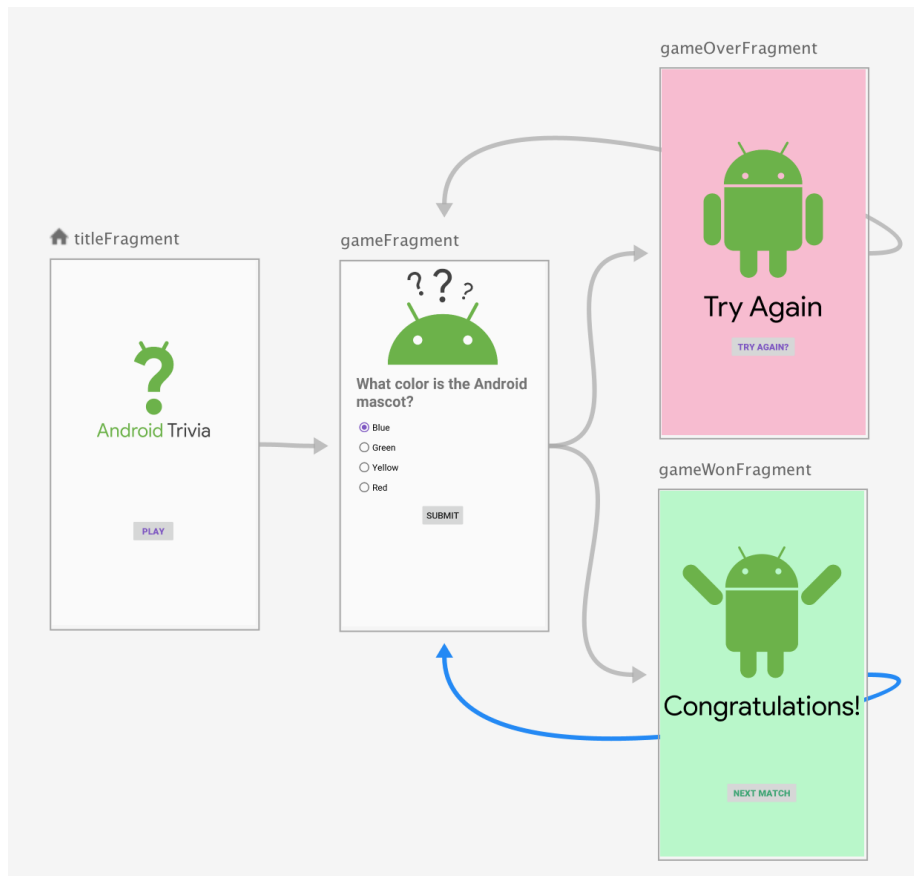 titleFragment
Android Trivia
PLAY
gameFragment
? ? ?
What color is the Android
mascot?
Blue
Green
Yellow
Red
SUBMIT
gameOverFragment
Try Again
TRY AGAIN?
gameWonFragment
Congratulations!
NEXT MATCH